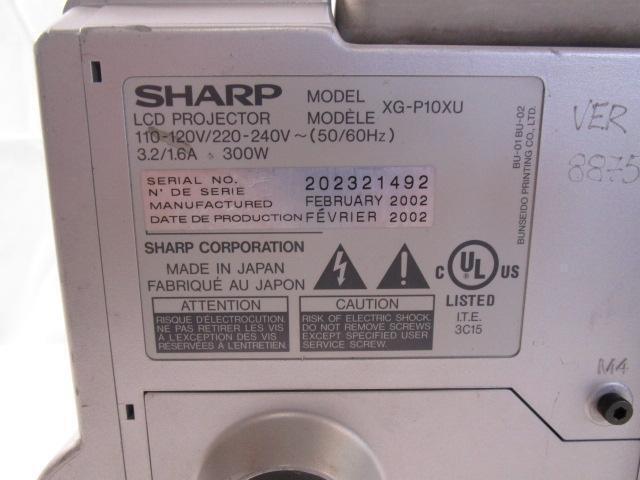 SHARP
LCD PROJECTOR
MODEL
MODÈLE
XG-P10XU
110-120V/220-240V ~ (50/60Hz)
3.2/1.6A 300W
SERIAL NO.
N° DE SERIE
202321492
MANUFACTURED FEBRUARY 2002
DATE DE PRODUCTION FÉVRIER 2002
SHARP CORPORATION
MADE IN JAPAN
FABRIQUÉ AU JAPON
ATTENTION
RISQUE D'ÉLECTROCUTION.
NE PAS RETIRER LES VIS
A L'EXCEPTION DES VIS
RÉSERVÉES À L'ENTRETIEN.
CAUTION
RISK OF ELECTRIC SHOCK.
DO NOT REMOVE SCREWS
EXCEPT SPECIFIED USER
SERVICE SCREW.
C UL US
LISTED
I.T.E.
3C15
BU-01BU-02
BUNSEIDO PRINTING CO., LTD.
VER
8875
M4